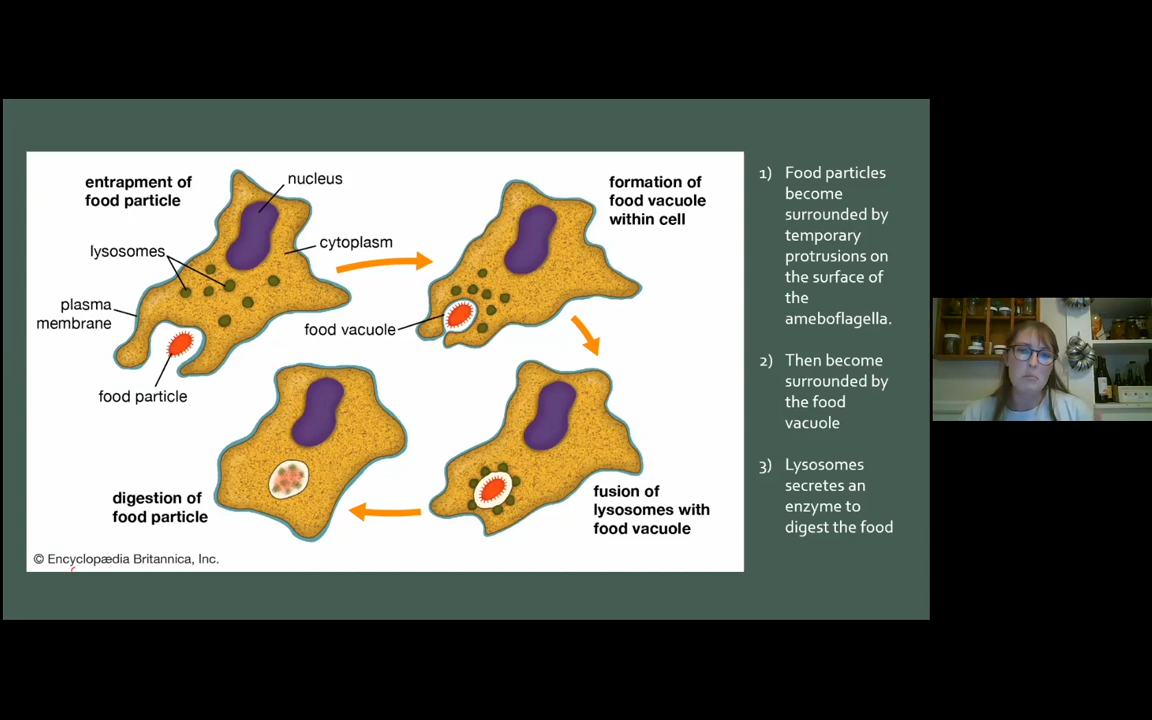 entrapment of
food particle
nucleus
lysosomes
cytoplasm
plasma
membrane
food particle
formation of
food vacuole
within cell
food vacuole
fusion of
lysosomes with
food vacuole
digestion of
food particle
© Encyclopædia Britannica, Inc.
1) Food particles
become
surrounded by
temporary
protrusions on
the surface of
the
ameboflagella.
2) Then become
surrounded by
the food
vacuole
3) Lysosomes
secretes an
enzyme to
digest the food